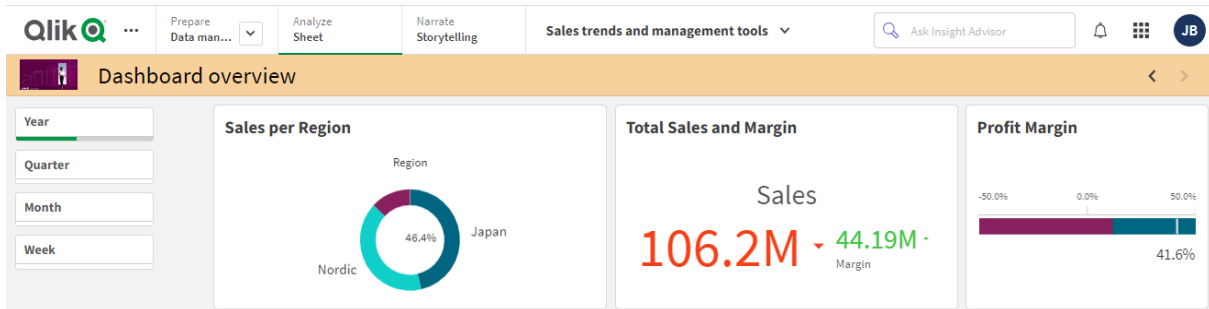 Qlik
Prepare
Data man...
Analyze
Sheet
Narrate
Storytelling
Sales trends and management tools
Ask Insight Advisor
JB
Dashboard overview
Year
Quarter
Month
Week
Sales per Region
Region
46.4%
Japan
Nordic
Total Sales and Margin
Sales
106.2M
44.19M
Margin
Profit Margin
-50.0% 0.0% 50.0%
41.6%